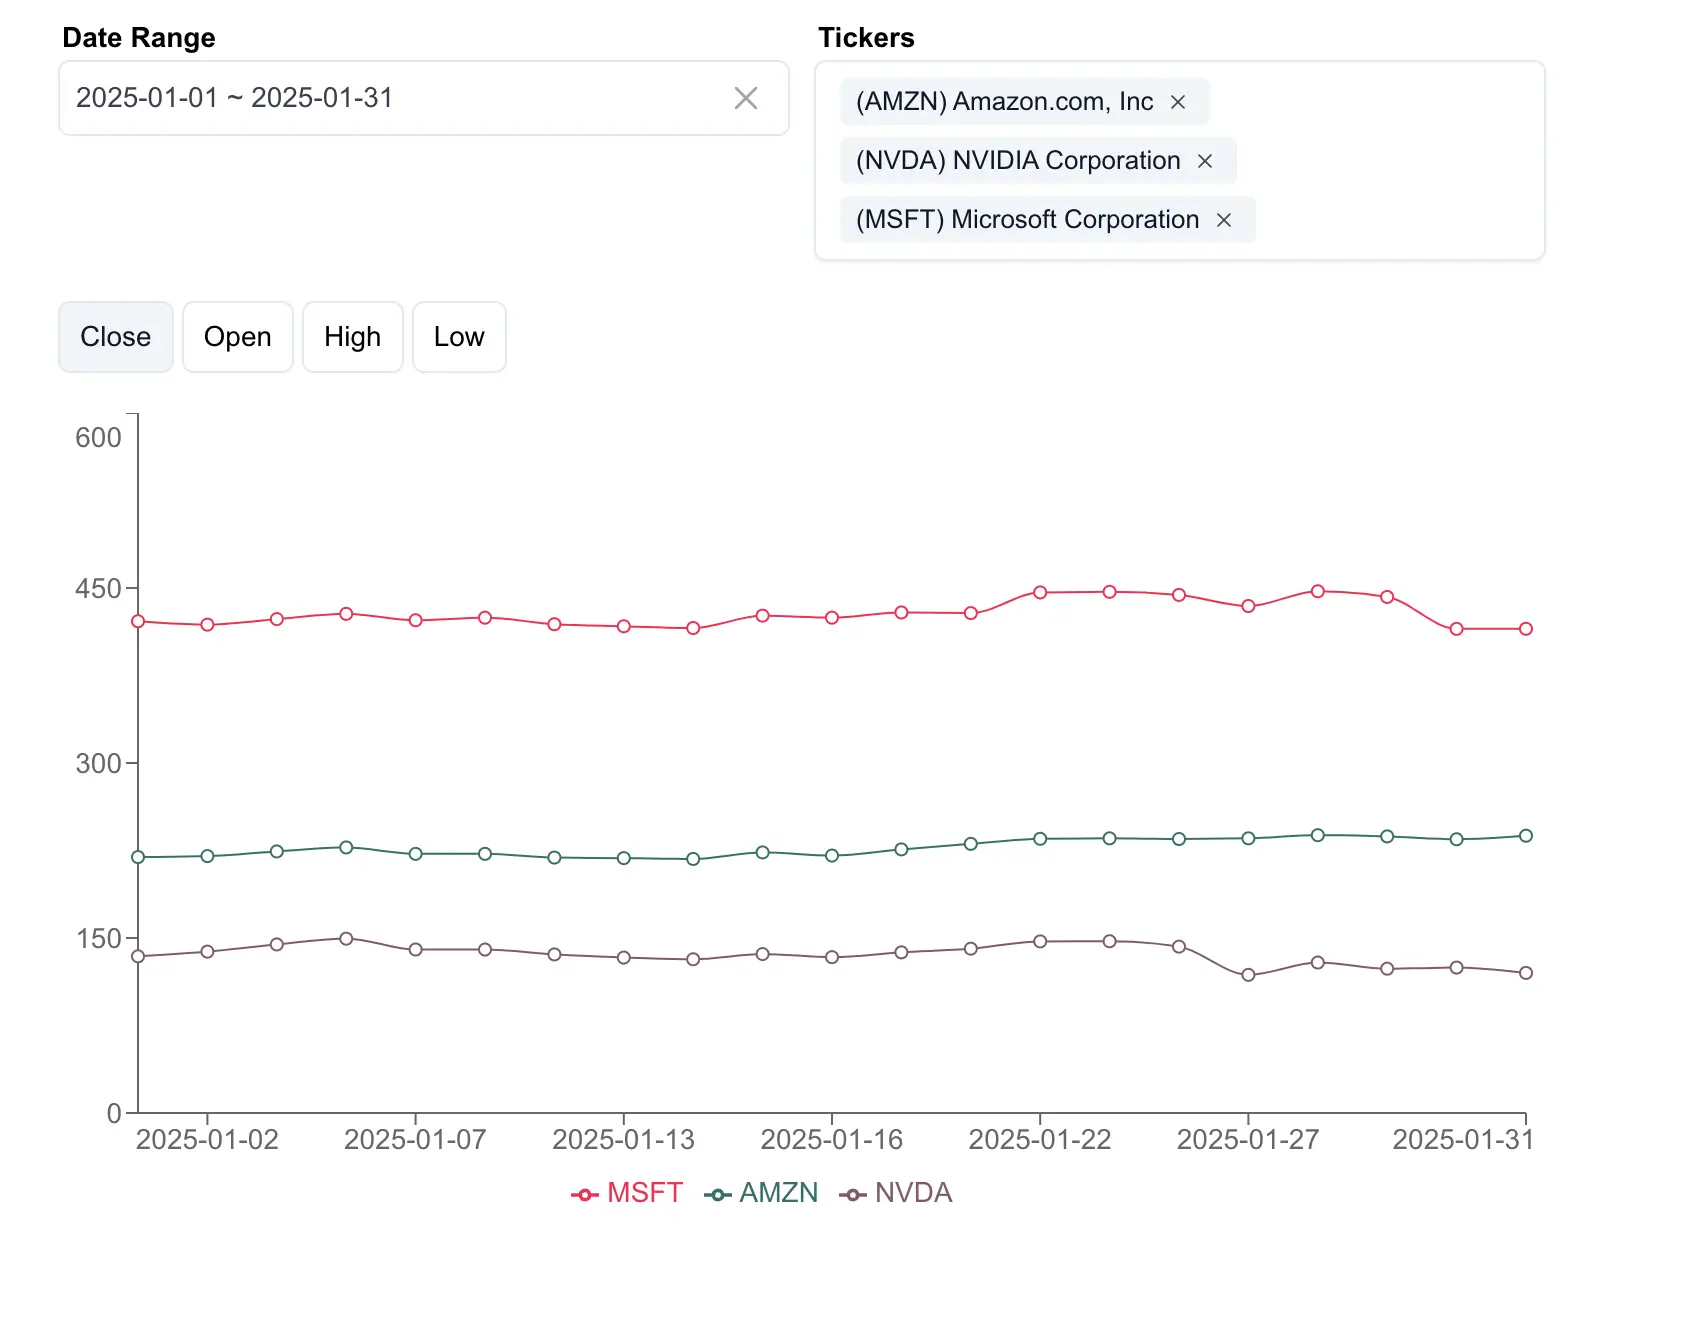 Date Range
2025-01-01 ~ 2025-01-31
Tickers
(AMZN) Amazon.com, Inc
(NVDA) NVIDIA Corporation
(MSFT) Microsoft Corporation
Close Open High Low
600
450
300
150
0
2025-01-02 2025-01-07 2025-01-13 2025-01-16 2025-01-22 2025-01-27 2025-01-31
MSFT AMZN NVDA